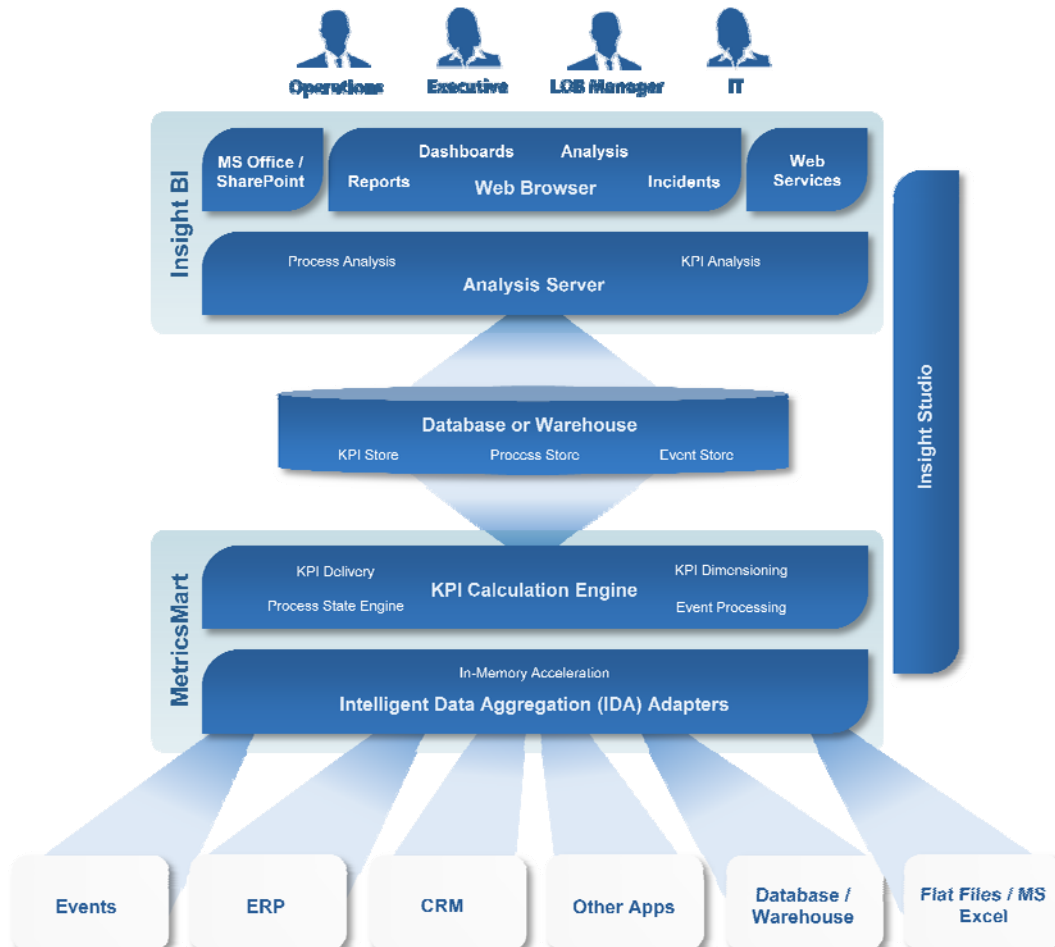 Operations
Executive
LOB Manager
IT
Insight BI
MS Office /
SharePoint
Dashboards
Analysis
Reports
Web Browser
Incidents
Web
Services
Process Analysis
KPI Analysis
Analysis Server
Insight Studio
Database or Warehouse
KPI Store
Process Store
Event Store
MetricsMart
KPI Delivery
KPI Dimensioning
KPI Calculation Engine
Process State Engine
Event Processing
In-Memory Acceleration
Intelligent Data Aggregation (IDA) Adapters
Events
ERP
CRM
Other Apps
Database /
Warehouse
Flat Files / MS
Excel